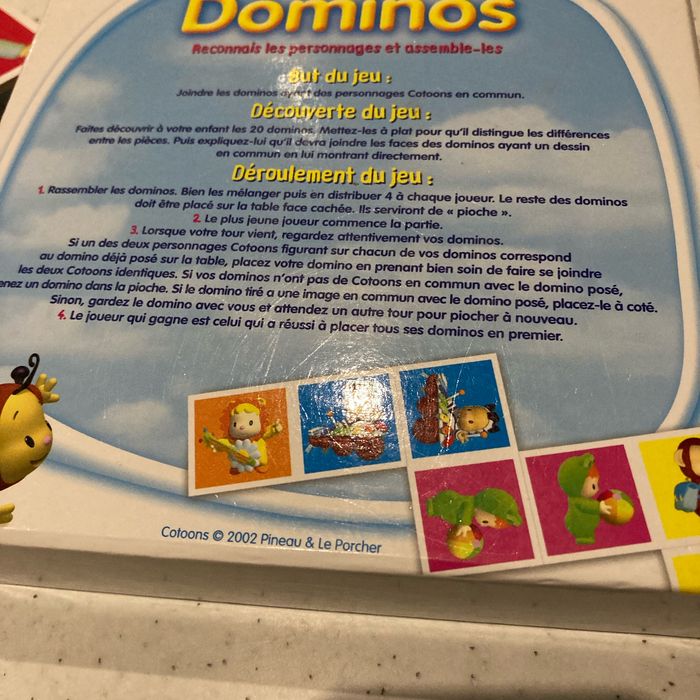 Dominos
Reconnais les personnages et assemble-les
But du jeu :
Joindre les dominos ayant des personnages Cotoons en commun.
Découverte du jeu :
Faites découvrir à votre enfant les 20 dominos. Mettez-les à plat pour qu'il distingue les différences
entre les pièces. Puis expliquez-lui qu'il devra joindre les faces des dominos ayant un dessin
en commun en lui montrant directement.
Déroulement du jeu :
1. Rassembler les dominos. Bien les mélanger puis en distribuer 4 à chaque joueur. Le reste des dominos
doit être placé sur la table face cachée. Ils serviront de « pioche ».
2. Le plus jeune joueur commence la partie.
3. Lorsque votre tour vient, regardez attentivement vos dominos.
Si un des deux personnages Cotoons figurant sur chacun de vos dominos correspond
au domino déjà posé sur la table, placez votre domino en prenant bien soin de faire se joindre
les deux Cotoons identiques. Si vos dominos n'ont pas de Cotoons en commun avec le domino posé,
enez un domino dans la pioche. Si le domino tiré a une image en commun avec le domino posé, placez-le à coté.
Sinon, gardez le domino avec vous et attendez un autre tour pour piocher à nouveau.
4. Le joueur qui gagne est celui qui a réussi à placer tous ses dominos en premier.
Cotoons © 2002 Pineau & Le Porcher